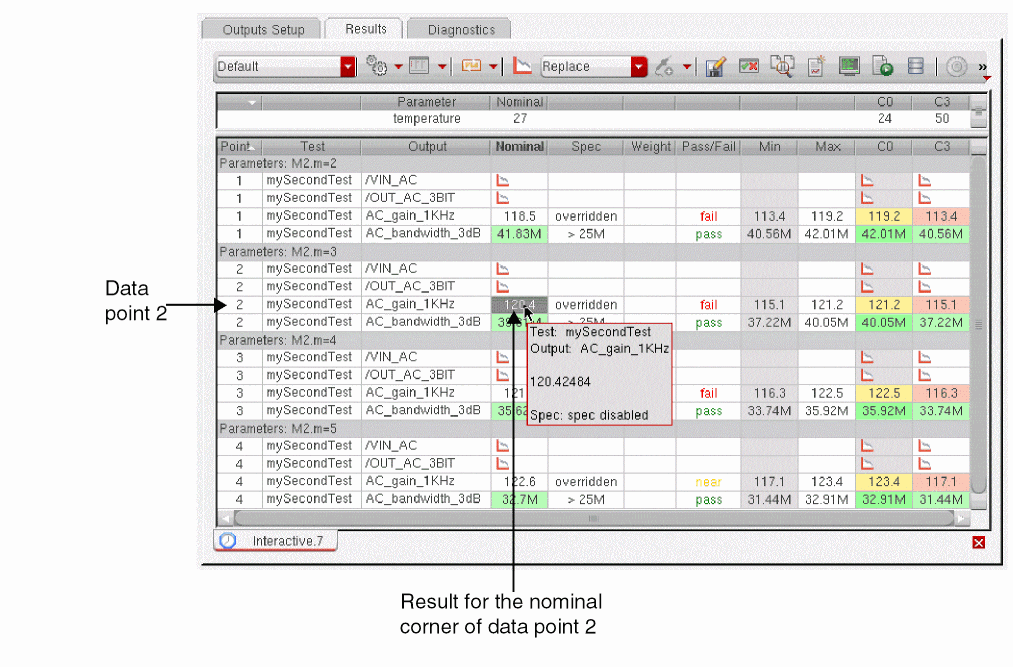 Outputs Setup Results Diagnostics
Default Replace
Parameter Nominal C0 C3
temperature 27 24 50
Point Test Output Nominal Spec Weight Pass/Fail Min Max C0 C3
Parameters: M2.m=2
1 mySecondTest /VIN_AC
1 mySecondTest /OUT_AC_3BIT
1 mySecondTest AC_gain_1KHz 118.5 overridden fail 113.4 119.2 119.2 113.4
1 mySecondTest AC_bandwidth_3dB 41.83M > 25M pass 40.56M 42.01M 42.01M 40.56M
Parameters: M2.m=3
2 mySecondTest /VIN_AC
2 mySecondTest /OUT_AC_3BIT
2 mySecondTest AC_gain_1KHz 120.4 overridden fail 115.1 121.2 121.2 115.1
2 mySecondTest AC_bandwidth_3dB > 25M pass 37.22M 40.05M 40.05M 37.22M
Parameters: M2.m=4
3 mySecondTest /VIN_AC
3 mySecondTest /OUT_AC_3BIT
3 mySecondTest AC_gain_1KHz fail 116.3 122.5 122.5 116.3
3 mySecondTest AC_bandwidth_3dB pass 33.74M 35.92M 35.92M 33.74M
Parameters: M2.m=5
4 mySecondTest /VIN_AC
4 mySecondTest /OUT_AC_3BIT
4 mySecondTest AC_gain_1KHz 122.6 overridden near 117.1 123.4 123.4 117.1
4 mySecondTest AC_bandwidth_3dB 32.7M > 25M pass 31.44M 32.91M 32.91M 31.44M
Test: mySecondTest
Output: AC_gain_1KHz
120.42484
Spec: spec disabled
Interactive.7
Data
point 2
Result for the nominal
corner of data point 2